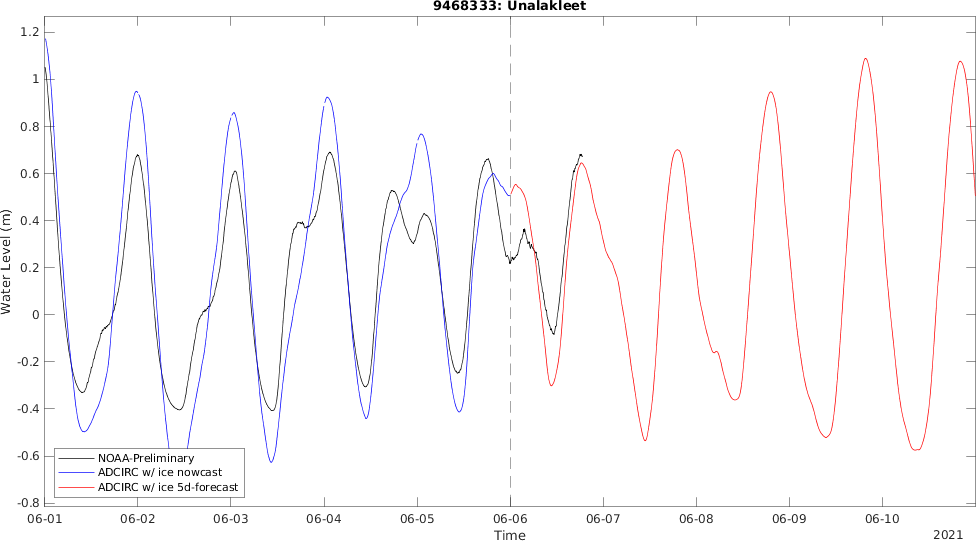 9468333: Unalakleet
Water Level (m)
1.2
1
0.8
0.6
0.4
0.2
0
-0.2
-0.4
-0.6
-0.8
NOAA-Preliminary
ADCIRC w/ ice nowcast
ADCIRC w/ ice 5d-forecast
06-01 06-02 06-03 06-04 06-05 06-06 06-07 06-08 06-09 06-10
Time
2021